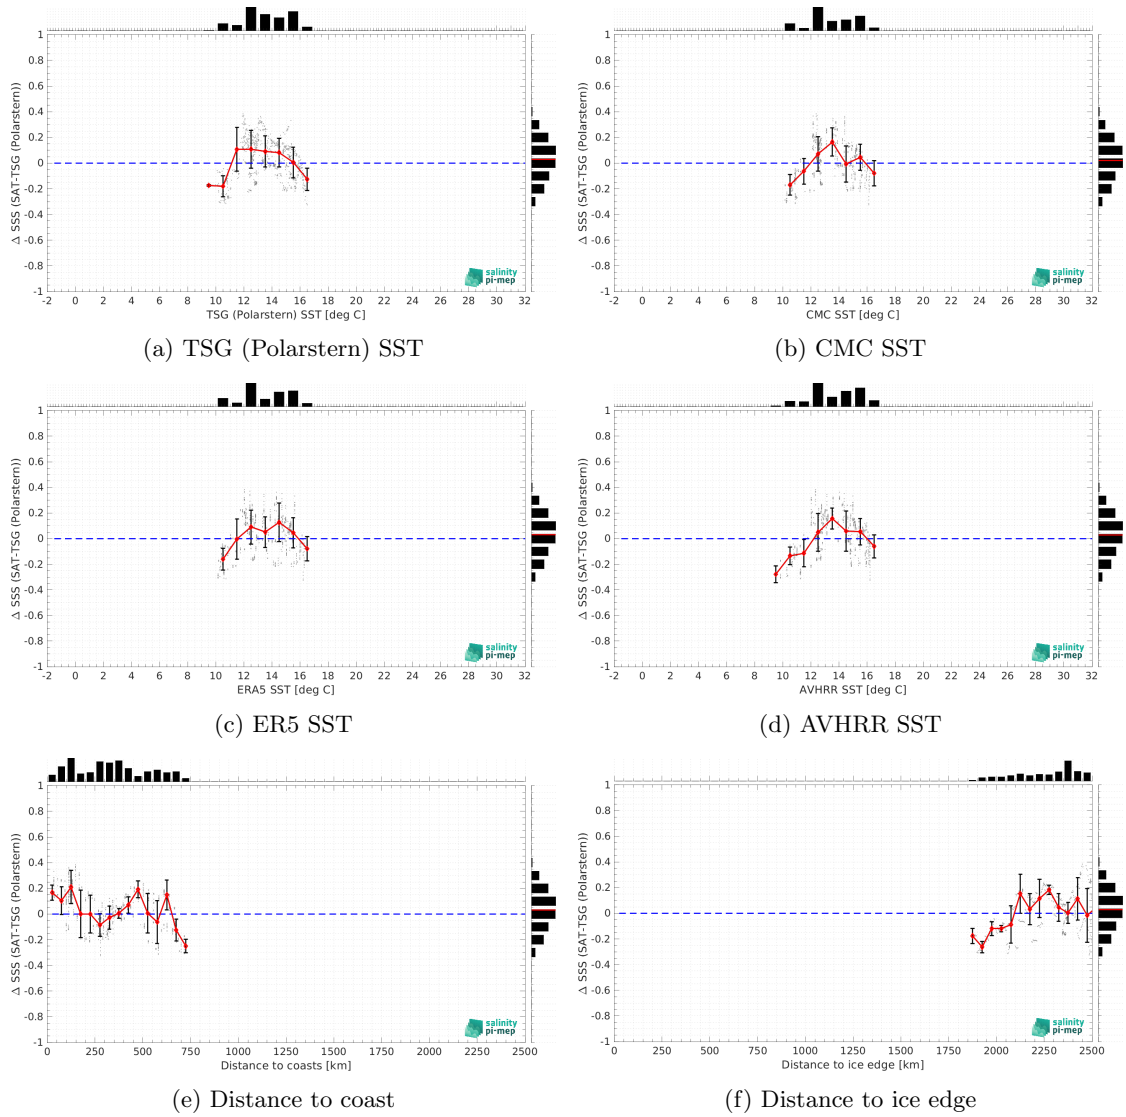 1
0.8
0.6
0.4
0.2
0
-0.2
-0.4
-0.6
-0.8
-1
Δ SSS (SAT-TSG (Polarstern))
-2 0 2 4 6 8 10 12 14 16 18 20 22 24 26 28 30 32
TSG (Polarstern) SST [deg C]
salinity
pi-mep
(a) TSG (Polarstern) SST
1
0.8
0.6
0.4
0.2
0
-0.2
-0.4
-0.6
-0.8
-1
Δ SSS (SAT-TSG (Polarstern))
-2 0 2 4 6 8 10 12 14 16 18 20 22 24 26 28 30 32
CMC SST [deg C]
salinity
pi-mep
(b) CMC SST
1
0.8
0.6
0.4
0.2
0
-0.2
-0.4
-0.6
-0.8
-1
Δ SSS (SAT-TSG (Polarstern))
-2 0 2 4 6 8 10 12 14 16 18 20 22 24 26 28 30 32
ERA5 SST [deg C]
salinity
pi-mep
(c) ER5 SST
1
0.8
0.6
0.4
0.2
0
-0.2
-0.4
-0.6
-0.8
-1
Δ SSS (SAT-TSG (Polarstern))
-2 0 2 4 6 8 10 12 14 16 18 20 22 24 26 28 30 32
AVHRR SST [deg C]
salinity
pi-mep
(d) AVHRR SST
1
0.8
0.6
0.4
0.2
0
-0.2
-0.4
-0.6
-0.8
-1
Δ SSS (SAT-TSG (Polarstern))
0 250 500 750 1000 1250 1500 1750 2000 2250 2500
Distance to coasts [km]
salinity
pi-mep
(e) Distance to coast
1
0.8
0.6
0.4
0.2
0
-0.2
-0.4
-0.6
-0.8
-1
Δ SSS (SAT-TSG (Polarstern))
0 250 500 750 1000 1250 1500 1750 2000 2250 2500
Distance to ice edge [km]
salinity
pi-mep
(f) Distance to ice edge